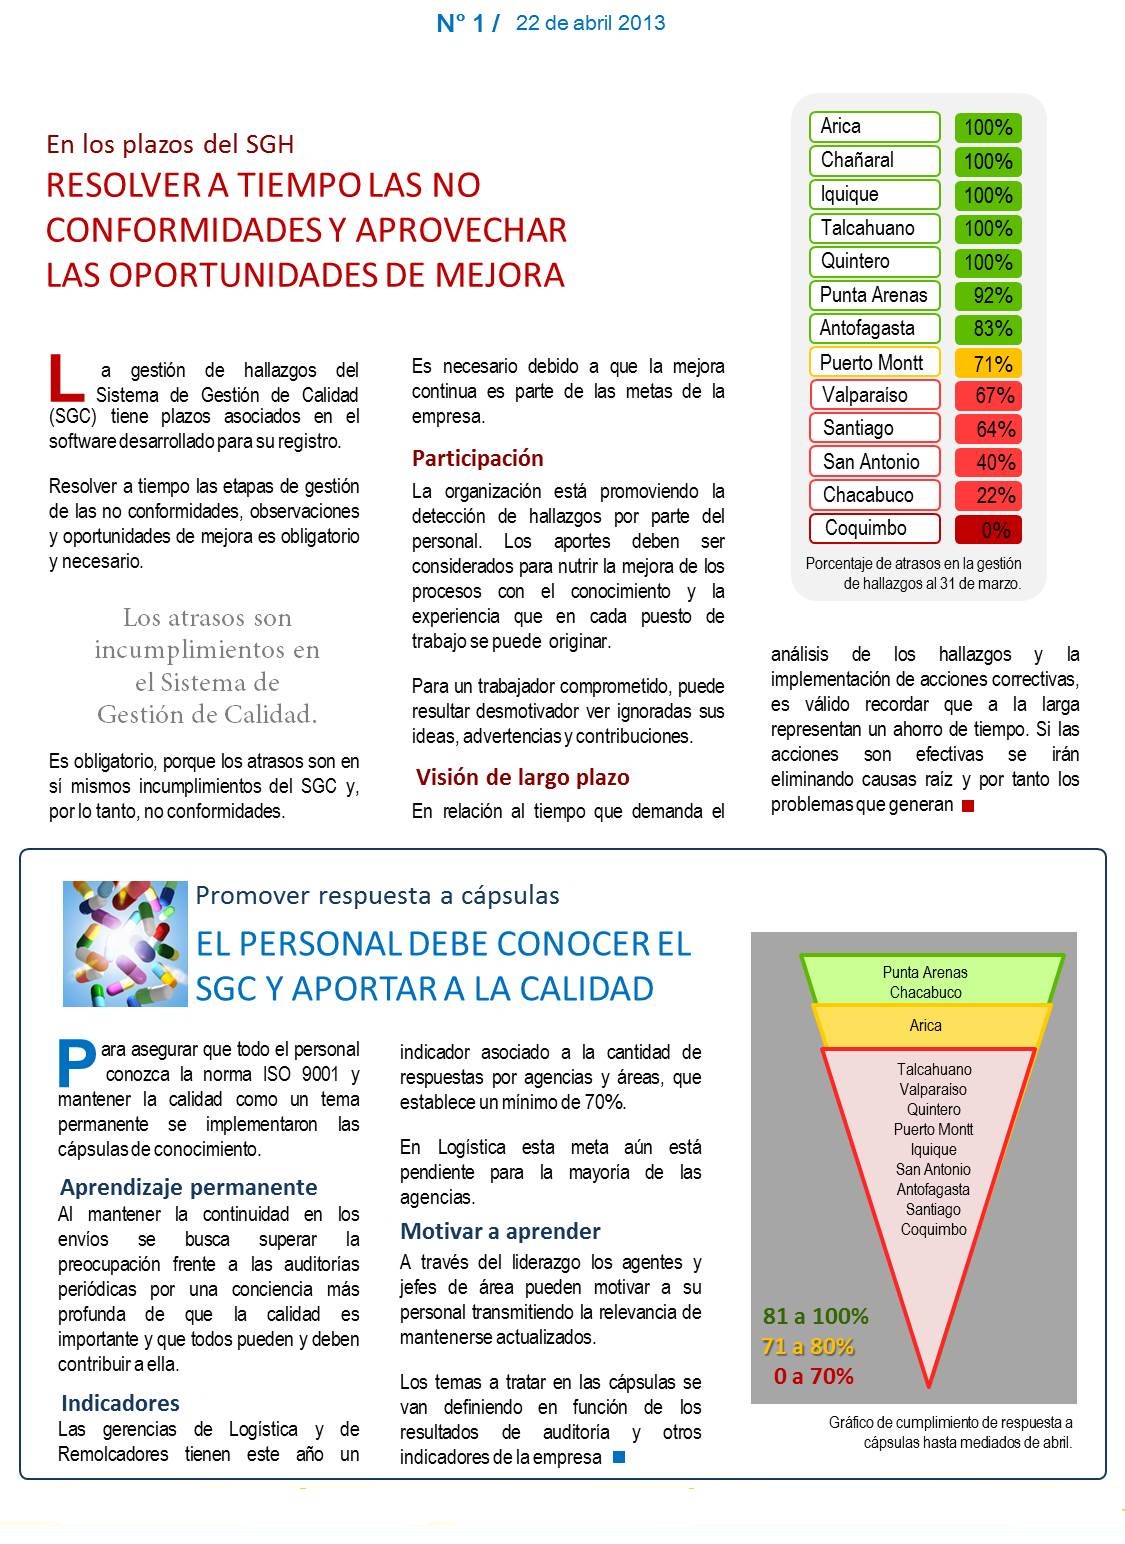 N° 1 / 22 de abril 2013
En los plazos del SGH
RESOLVER A TIEMPO LAS NO
CONFORMIDADES Y APROVECHAR
LAS OPORTUNIDADES DE MEJORA
La gestión de hallazgos del
Sistema de Gestión de Calidad
(SGC) tiene plazos asociados en el
software desarrollado para su registro.
Resolver a tiempo las etapas de gestión
de las no conformidades, observaciones
y oportunidades de mejora es obligatorio
y necesario.
Los atrasos son
incumplimientos en
el Sistema de
Gestión de Calidad.
Es obligatorio, porque los atrasos son en
sí mismos incumplimientos del SGC y,
por lo tanto, no conformidades.
Es necesario debido a que la mejora
continua es parte de las metas de la
empresa.
Participación
La organización está promoviendo la
detección de hallazgos por parte del
personal. Los aportes deben ser
considerados para nutrir la mejora de los
procesos con el conocimiento y la
experiencia que en cada puesto de
trabajo se puede originar.
Para un trabajador comprometido, puede
resultar desmotivador ver ignoradas sus
ideas, advertencias y contribuciones.
Visión de largo plazo
En relación al tiempo que demanda el
Arica 100%
Chañaral 100%
Iquique 100%
Talcahuano 100%
Quintero 100%
Punta Arenas 92%
Antofagasta 83%
Puerto Montt 71%
Valparaíso 67%
Santiago 64%
San Antonio 40%
Chacabuco 22%
Coquimbo 0%
Porcentaje de atrasos en la gestión
de hallazgos al 31 de marzo.
análisis de los hallazgos y la
implementación de acciones correctivas,
es válido recordar que a la larga
representan un ahorro de tiempo. Si las
acciones son efectivas se irán
eliminando causas raíz y por tanto los
problemas que generan
Promover respuesta a cápsulas
EL PERSONAL DEBE CONOCER EL
SGC Y APORTAR A LA CALIDAD
Para asegurar que todo el personal
conozca la norma ISO 9001 y
mantener la calidad como un tema
permanente se implementaron las
cápsulas de conocimiento.
Aprendizaje permanente
Al mantener la continuidad en los
envíos se busca superar la
preocupación frente a las auditorías
periódicas por una conciencia más
profunda de que la calidad es
importante y que todos pueden y deben
contribuir a ella.
Indicadores
Las gerencias de Logística y de
Remolcadores tienen este año un
indicador asociado a la cantidad de
respuestas por agencias y áreas, que
establece un mínimo de 70%.
En Logística esta meta aún está
pendiente para la mayoría de las
agencias.
Motivar a aprender
A través del liderazgo los agentes y
jefes de área pueden motivar a su
personal transmitiendo la relevancia de
mantenerse actualizados.
Los temas a tratar en las cápsulas se
van definiendo en función de los
resultados de auditoría y otros
indicadores de la empresa
Punta Arenas
Chacabuco
Arica
Talcahuano
Valparaíso
Quintero
Puerto Montt
Iquique
San Antonio
Antofagasta
Santiago
Coquimbo
81 a 100%
71 a 80%
0 a 70%
Gráfico de cumplimiento de respuesta a
cápsulas hasta mediados de abril.